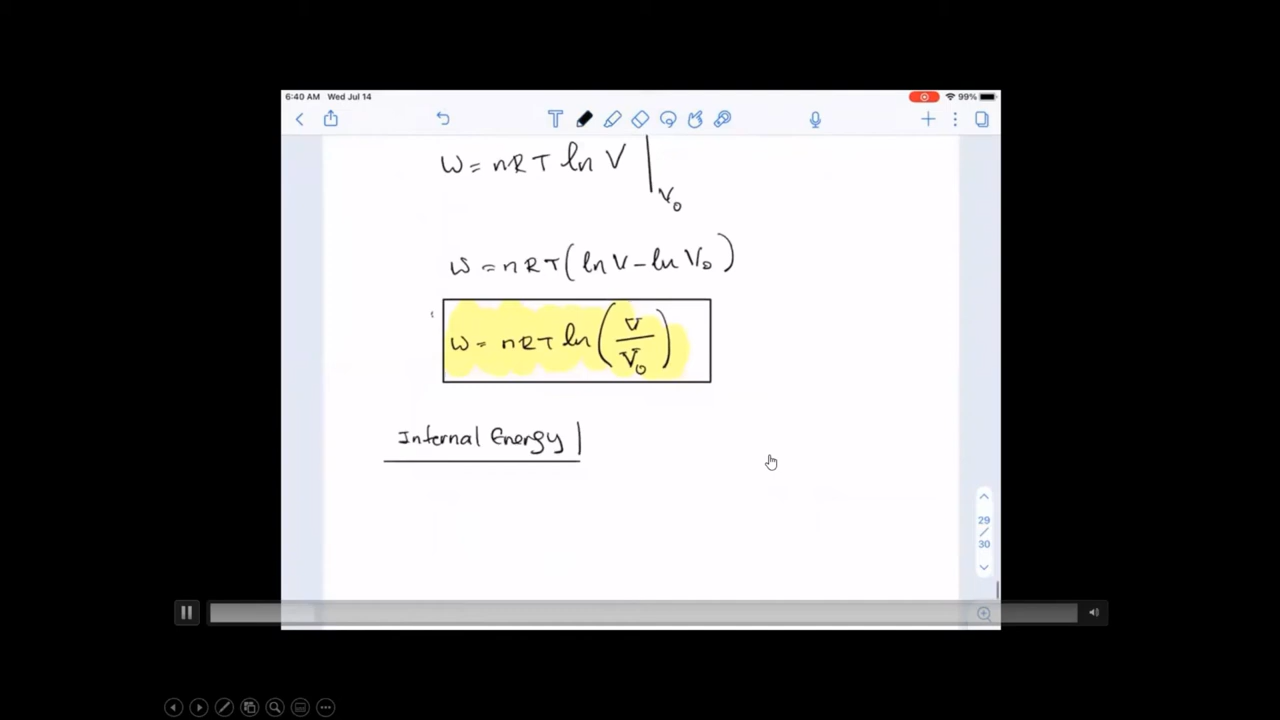 6:40 AM Wed Jul 14
99%
W = nRT ln V |V₀
W = nRT(ln V - ln V₀)
W = nRT ln (V/V₀)
Internal Energy
29
/
30